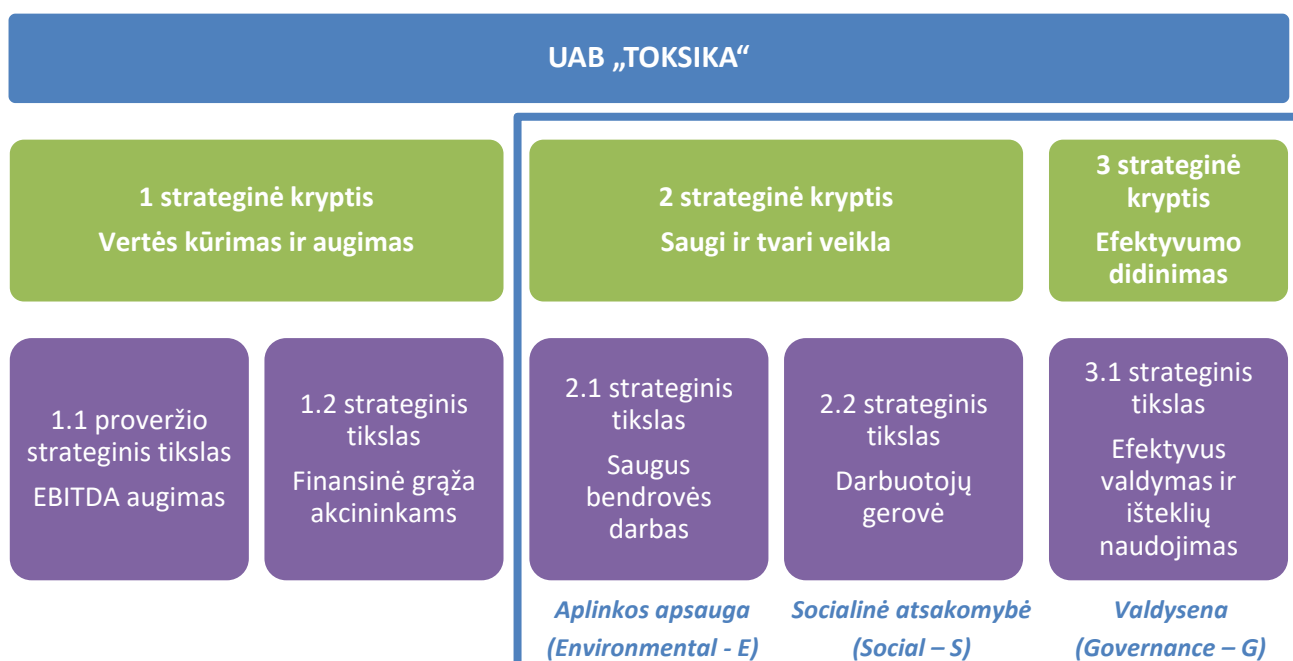 UAB „TOKSIKA“
1 strateginė kryptis
Vertės kūrimas ir augimas
2 strateginė kryptis
Saugi ir tvari veikla
3 strateginė
kryptis
Efektyvumo
didinimas
1.1 proveržio
strateginis tikslas
EBITDA augimas
1.2 strateginis
tikslas
Finansinė grąža
akcininkams
2.1 strateginis
tikslas
Saugus
bendrovės
darbas
2.2 strateginis
tikslas
Darbuotojų
gerovė
3.1 strateginis
tikslas
Efektyvus
valdymas ir
išteklių
naudojimas
Aplinkos apsauga
(Environmental - E)
Socialinė atsakomybė
(Social – S)
Valdysena
(Governance – G)